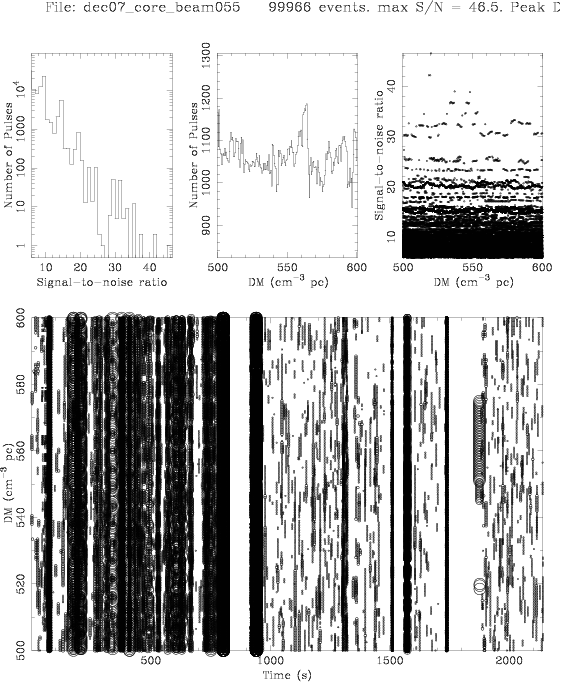 File: dec07_core_beam055 99966 events. max S/N = 46.5. Peak D
Number of Pulses
1 10 100 1000 10⁴
10 20 30 40
Signal−to−noise ratio
Number of Pulses
900 1000 1100 1200 1300
500 550 600
DM (cm⁻³ pc)
Signal−to−noise ratio
10 20 30 40
500 550 600
DM (cm⁻³ pc)
DM (cm⁻³ pc)
500 520 540 560 580 600
500 1000 1500 2000
Time (s)